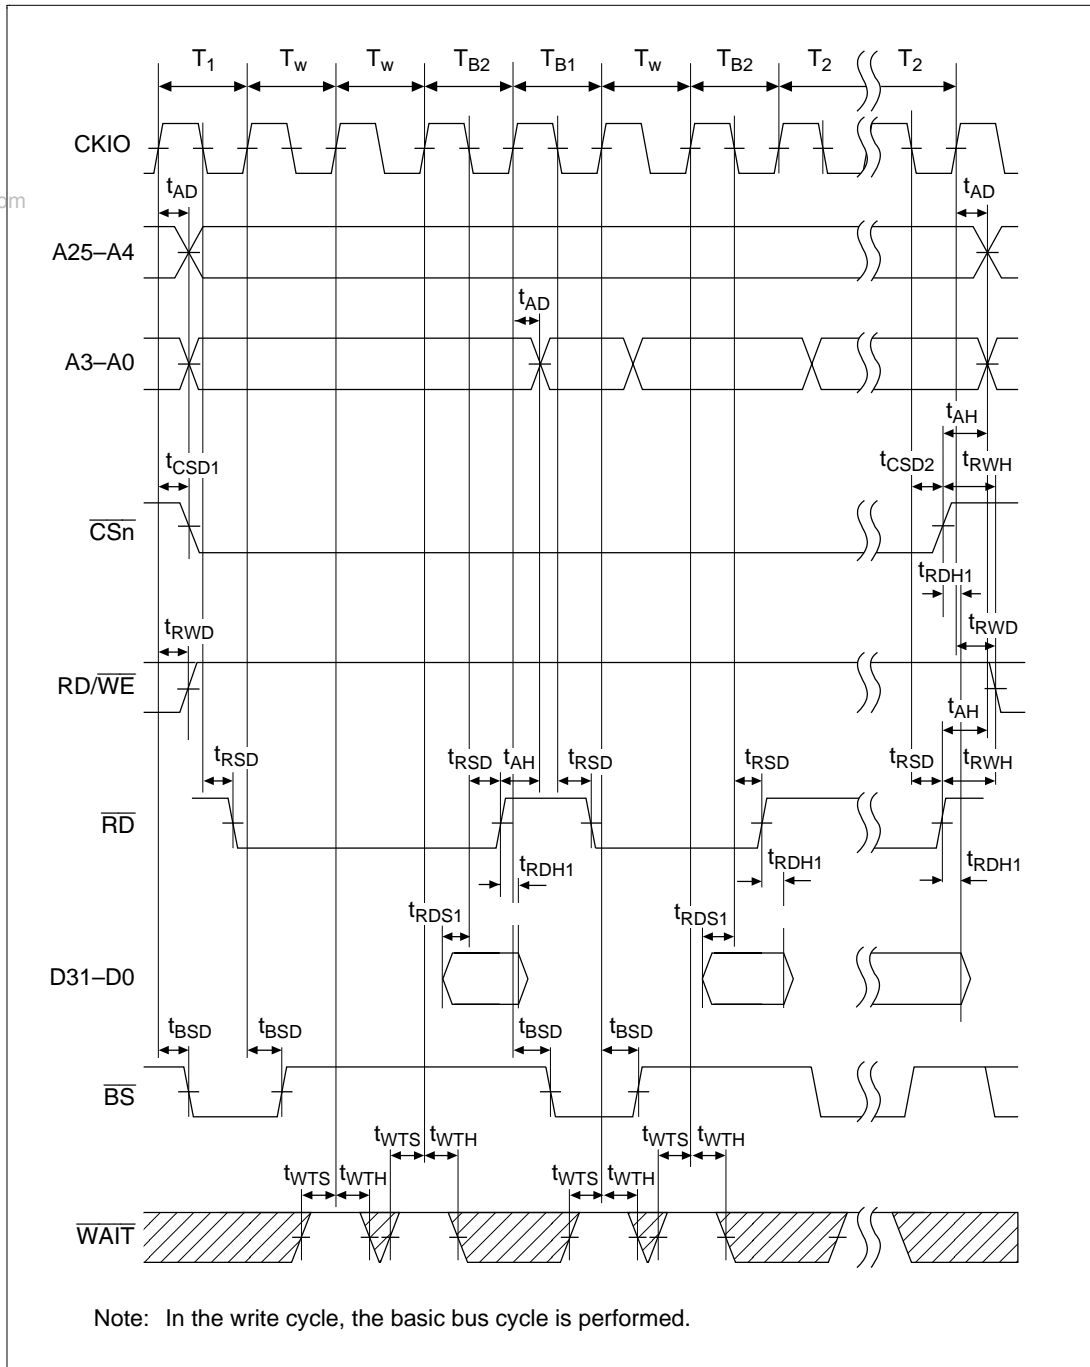 T1 Tw Tw TB2 TB1 Tw TB2 T2 T2
CKIO
om
tAD tAD
A25–A4
tAD
A3–A0
tAH
tCSD1 tCSD2 tRWH
CSn
tRDH1
tRWD tRWD
RD/WE
tAH
tRSD tRSD tAH tRSD tRSD tRSD tRWH
RD
tRDH1 tRDH1 tRDH1
tRDS1 tRDS1
D31–D0
tBSD tBSD tBSD tBSD
BS
tWTS tWTH tWTS tWTH
tWTS tWTH tWTS tWTH
WAIT
Note: In the write cycle, the basic bus cycle is performed.